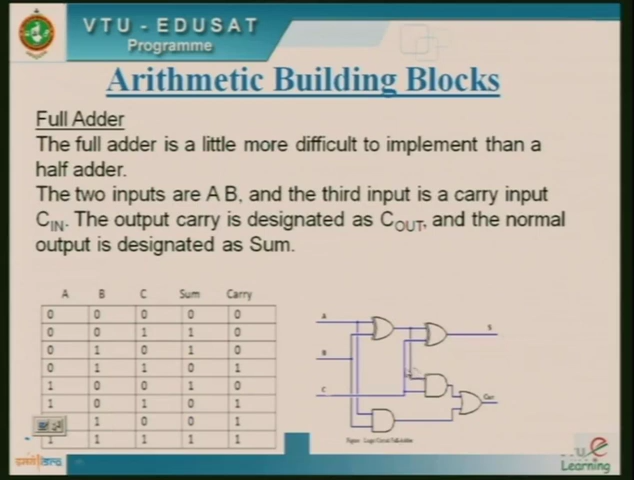 VTU - EDUSAT
Programme
Arithmetic Building Blocks
Full Adder
The full adder is a little more difficult to implement than a
half adder.
The two inputs are A B, and the third input is a carry input
CIN. The output carry is designated as COUT, and the normal
output is designated as Sum.
A B C Sum Carry
0 0 0 0 0
0 0 1 1 0
0 1 0 1 0
0 1 1 0 1
1 0 0 1 0
1 0 1 0 1
1 0 0 1
1 1 1 1 1
A
B
C
S
Cout
Learning